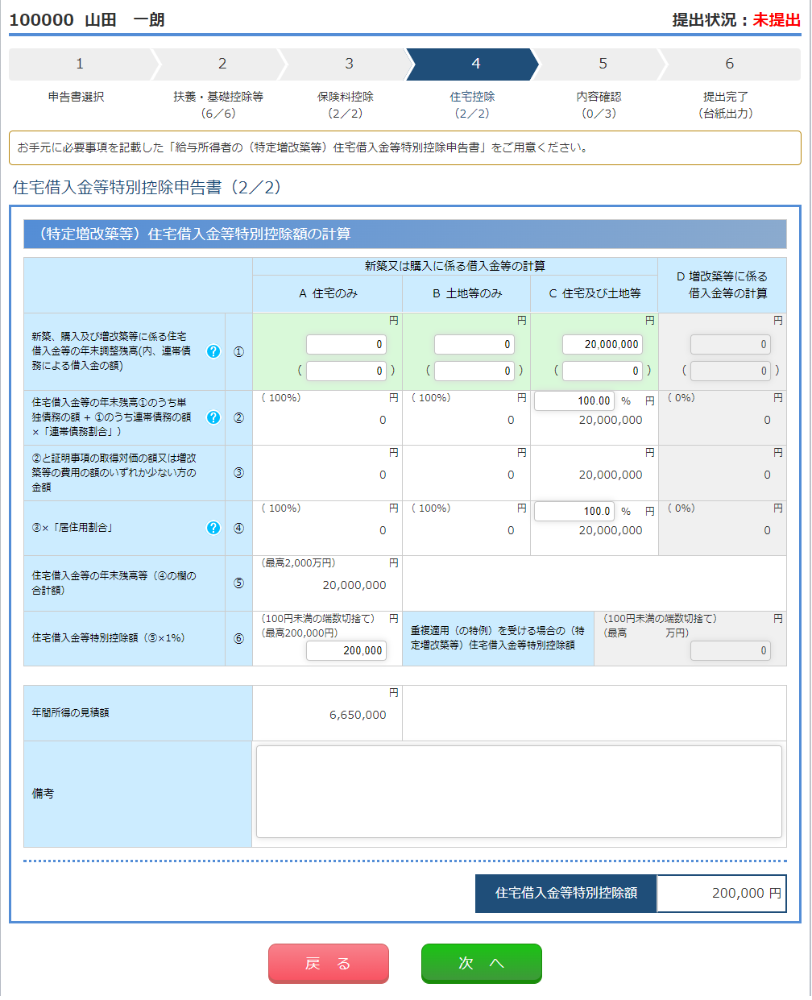 100000 山田　一朗
提出状況：未提出
1
2
3
4
5
6
申告書選択
扶養・基礎控除等
（6／6）
保険料控除
（2／2）
住宅控除
（2／2）
内容確認
（0／3）
提出完了
（台紙出力）
お手元に必要事項を記載した「給与所得者の（特定増改築等）住宅借入金等特別控除申告書」をご用意ください。
住宅借入金等特別控除申告書（2／2）
（特定増改築等）住宅借入金等特別控除額の計算
新築又は購入に係る借入金等の計算
A 住宅のみ
B 土地等のみ
C 住宅及び土地等
D 増改築等に係る
借入金等の計算
新築、購入及び増改築等に係る住宅
借入金等の年末調整残高(内、連帯債
務による借入金の額)
?
①
円
0
( 0 )
円
0
( 0 )
円
20,000,000
( 0 )
円
0
( 0 )
住宅借入金等の年末残高①のうち単
独債務の額 + ①のうち連帯債務の額
×「連帯債務割合」）
?
②
( 100%) 円
0
( 100%) 円
0
100.00 % 円
20,000,000
( 0%) 円
0
②と証明事項の取得対価の額又は増改
築等の費用の額のいずれか少ない方の
金額
③
円
0
円
0
円
20,000,000
円
0
③×「居住用割合」
?
④
( 100%) 円
0
( 100%) 円
0
100.0 % 円
20,000,000
( 0%) 円
0
住宅借入金等の年末残高等（④の欄の
合計額）
⑤
（最高2,000万円） 円
20,000,000
住宅借入金等特別控除額（⑤×1%）
⑥
（100円未満の端数切捨て） 円
（最高200,000円）
200,000
重複適用（の特例）を受ける場合の（特
定増改築等）住宅借入金等特別控除額
（100円未満の端数切捨て） 円
（最高　　　　万円）
0
年間所得の見積額
円
6,650,000
備考
住宅借入金等特別控除額
200,000 円
戻　る
次　へ